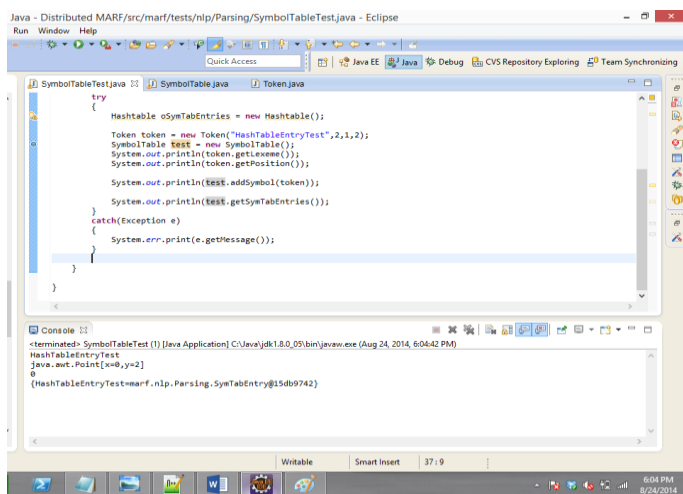 Java - Distributed MARF/src/marf/tests/nlp/Parsing/SymbolTableTest.java - Eclipse
Run Window Help
Quick Access
Java EE
Java
Debug
CVS Repository Exploring
Team Synchronizing
SymbolTableTest.java
SymbolTable.java
Token.java
try
{
Hashtable oSymTabEntries = new Hashtable();
Token token = new Token("HashTableEntryTest",2,1,2);
SymbolTable test = new SymbolTable();
System.out.println(token.getLexeme());
System.out.println(token.getPosition());
System.out.println(test.addSymbol(token));
System.out.println(test.getSymTabEntries());
}
catch(Exception e)
{
System.err.print(e.getMessage());
}
}
}
Console
<terminated> SymbolTableTest (1) [Java Application] C:\Java\jdk1.8.0_05\bin\javaw.exe (Aug 24, 2014, 6:04:42 PM)
HashTableEntryTest
java.awt.Point[x=0,y=2]
0
{HashTableEntryTest=marf.nlp.Parsing.SymTabEntry@15db9742}
Writable
Smart Insert
37 : 9
6:04 PM
8/24/2014